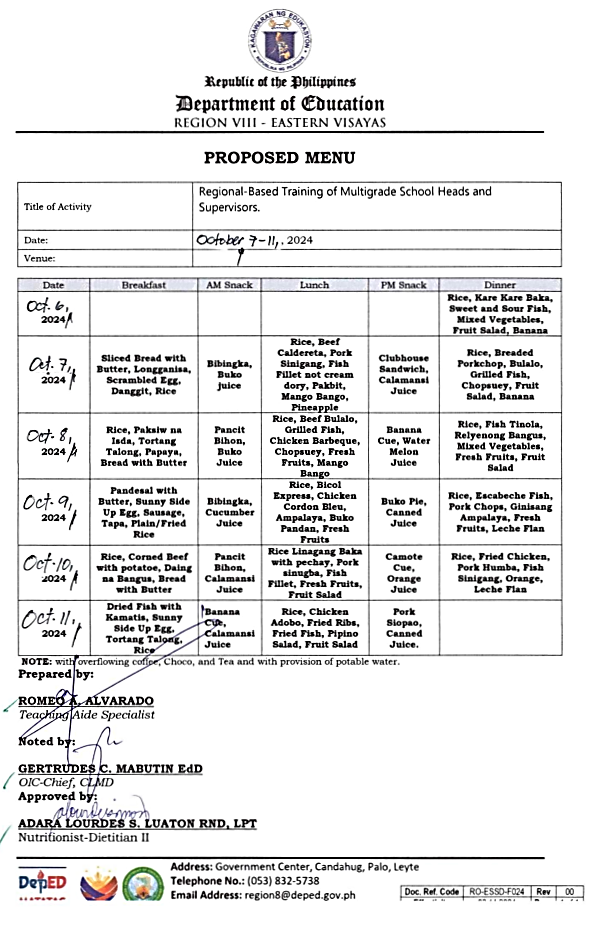 KAGAWARAN NG EDUKASYON
Republic of the Philippines
Department of Education
REGION VIII - EASTERN VISAYAS
PROPOSED MENU
Title of Activity
Regional-Based Training of Multigrade School Heads and
Supervisors.
Date:
October 7-11, , 2024
Venue:
Date Breakfast AM Snack Lunch PM Snack Dinner
Oct. 6,
2024
Rice, Kare Kare Baka,
Sweet and Sour Fish,
Mixed Vegetables,
Fruit Salad, Banana
Oct. 7,
2024
Sliced Bread with
Butter, Longganisa,
Scrambled Egg,
Danggit, Rice
Bibingka,
Buko
juice
Rice, Beef
Caldereta, Pork
Sinigang, Fish
Fillet not cream
dory, Pakbit,
Mango Bango,
Pineapple
Clubhouse
Sandwich,
Calamansi
Juice
Rice, Breaded
Porkchop, Bulalo,
Grilled Fish,
Chopsuey, Fruit
Salad, Banana
Oct. 8,
2024
Rice, Paksiw na
Isda, Tortang
Talong, Papaya,
Bread with Butter
Pancit
Bihon,
Buko
Juice
Rice, Beef Bulalo,
Grilled Fish,
Chicken Barbeque,
Chopsuey, Fresh
Fruits, Mango
Bango
Banana
Cue, Water
Melon
Juice
Rice, Fish Tinola,
Relyenong Bangus,
Mixed Vegetables,
Fresh Fruits, Fruit
Salad
Oct. 9,
2024
Pandesal with
Butter, Sunny Side
Up Egg, Sausage,
Tapa, Plain/Fried
Rice
Bibingka,
Cucumber
Juice
Rice, Bicol
Express, Chicken
Cordon Bleu,
Ampalaya, Buko
Pandan, Fresh
Fruits
Buko Pie,
Canned
Juice
Rice, Escabeche Fish,
Pork Chops, Ginisang
Ampalaya, Fresh
Fruits, Leche Flan
Oct. 10,
2024
Rice, Corned Beef
with potatoe, Daing
na Bangus, Bread
with Butter
Pancit
Bihon,
Calamansi
Juice
Rice Linagang Baka
with pechay, Pork
sinugba, Fish
Fillet, Fresh Fruits,
Fruit Salad
Camote
Cue,
Orange
Juice
Rice, Fried Chicken,
Pork Humba, Fish
Sinigang, Orange,
Leche Flan
Oct. 11,
2024
Dried Fish with
Kamatis, Sunny
Side Up Egg,
Tortang Talong,
Rice
Banana
Cue,
Calamansi
Juice
Rice, Chicken
Adobo, Fried Ribs,
Fried Fish, Pipino
Salad, Fruit Salad
Pork
Siopao,
Canned
Juice.
NOTE: with overflowing coffee, Choco, and Tea and with provision of potable water.
Prepared by:
ROMEO A. ALVARADO
Teaching Aide Specialist
Noted by:
GERTRUDES C. MABUTIN EdD
OIC-Chief, CLMD
Approved by:
ADARA LOURDES S. LUATON RND, LPT
Nutritionist-Dietitian II
DepED
MATATAG
Address: Government Center, Candahug, Palo, Leyte
Telephone No.: (053) 832-5738
Email Address: region8@deped.gov.ph
Doc. Ref. Code RO-ESSD-F024 Rev 00